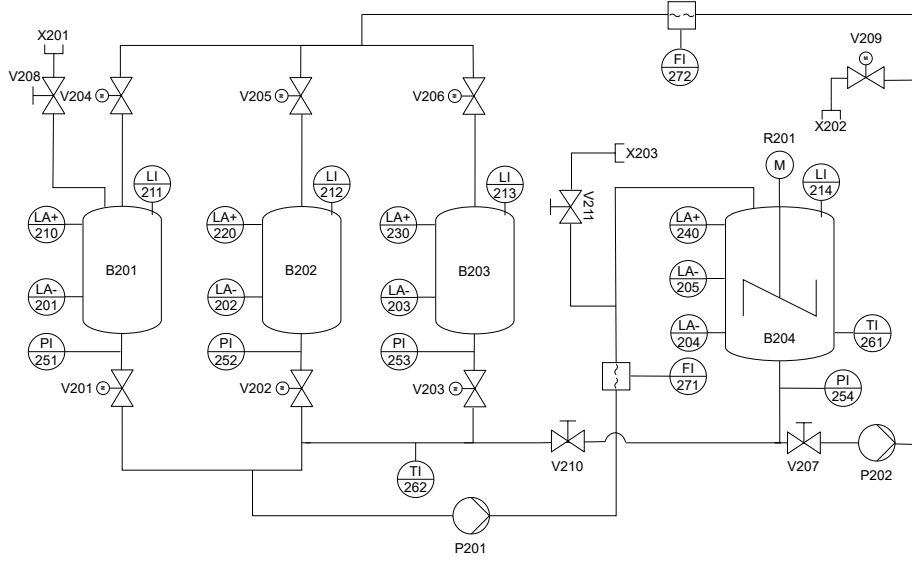 FI
272
V209
M
X201
V208
V204
V205
V206
X202
R201
M
X203
V211
LI
211
LI
212
LI
213
LI
214
LA+
210
LA+
220
LA+
230
LA+
240
B201
B202
B203
LA-
205
LA-
201
LA-
202
LA-
203
LA-
204
B204
TI
261
PI
251
PI
252
PI
253
FI
271
PI
254
V201
V202
V203
V210
V207
P202
TI
262
P201